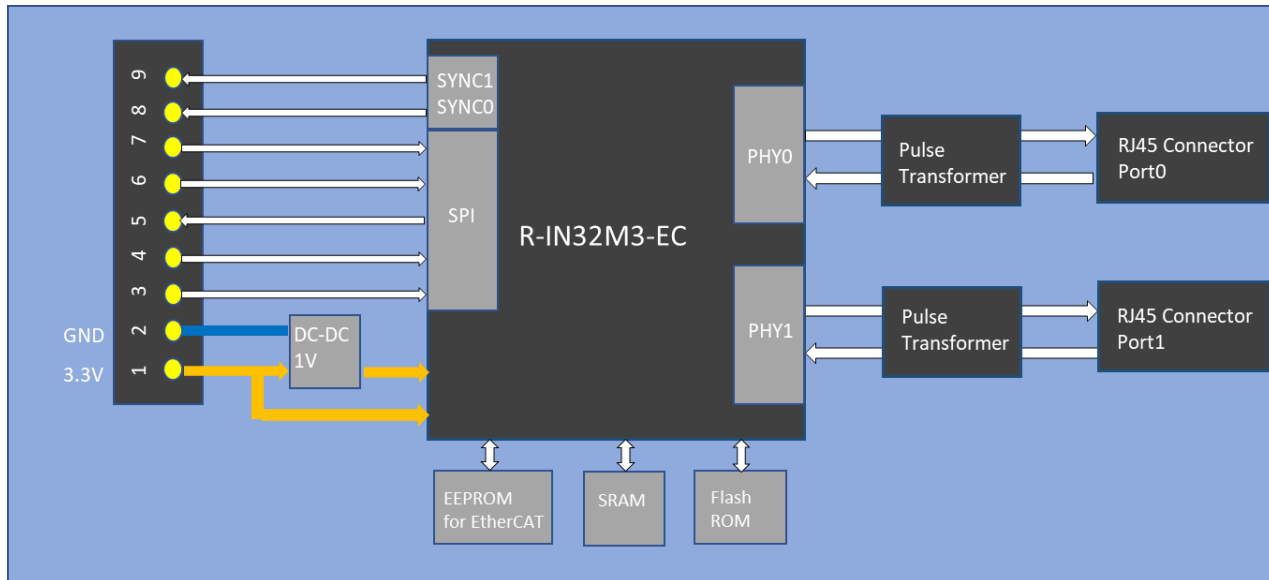 9
8
7
6
5
4
3
2
1
GND
3.3V
SYNC1
SYNC0
SPI
DC-DC
1V
R-IN32M3-EC
PHY0
PHY1
Pulse
Transformer
RJ45 Connector
Port0
Pulse
Transformer
RJ45 Connector
Port1
EEPROM
for EtherCAT
SRAM
Flash
ROM